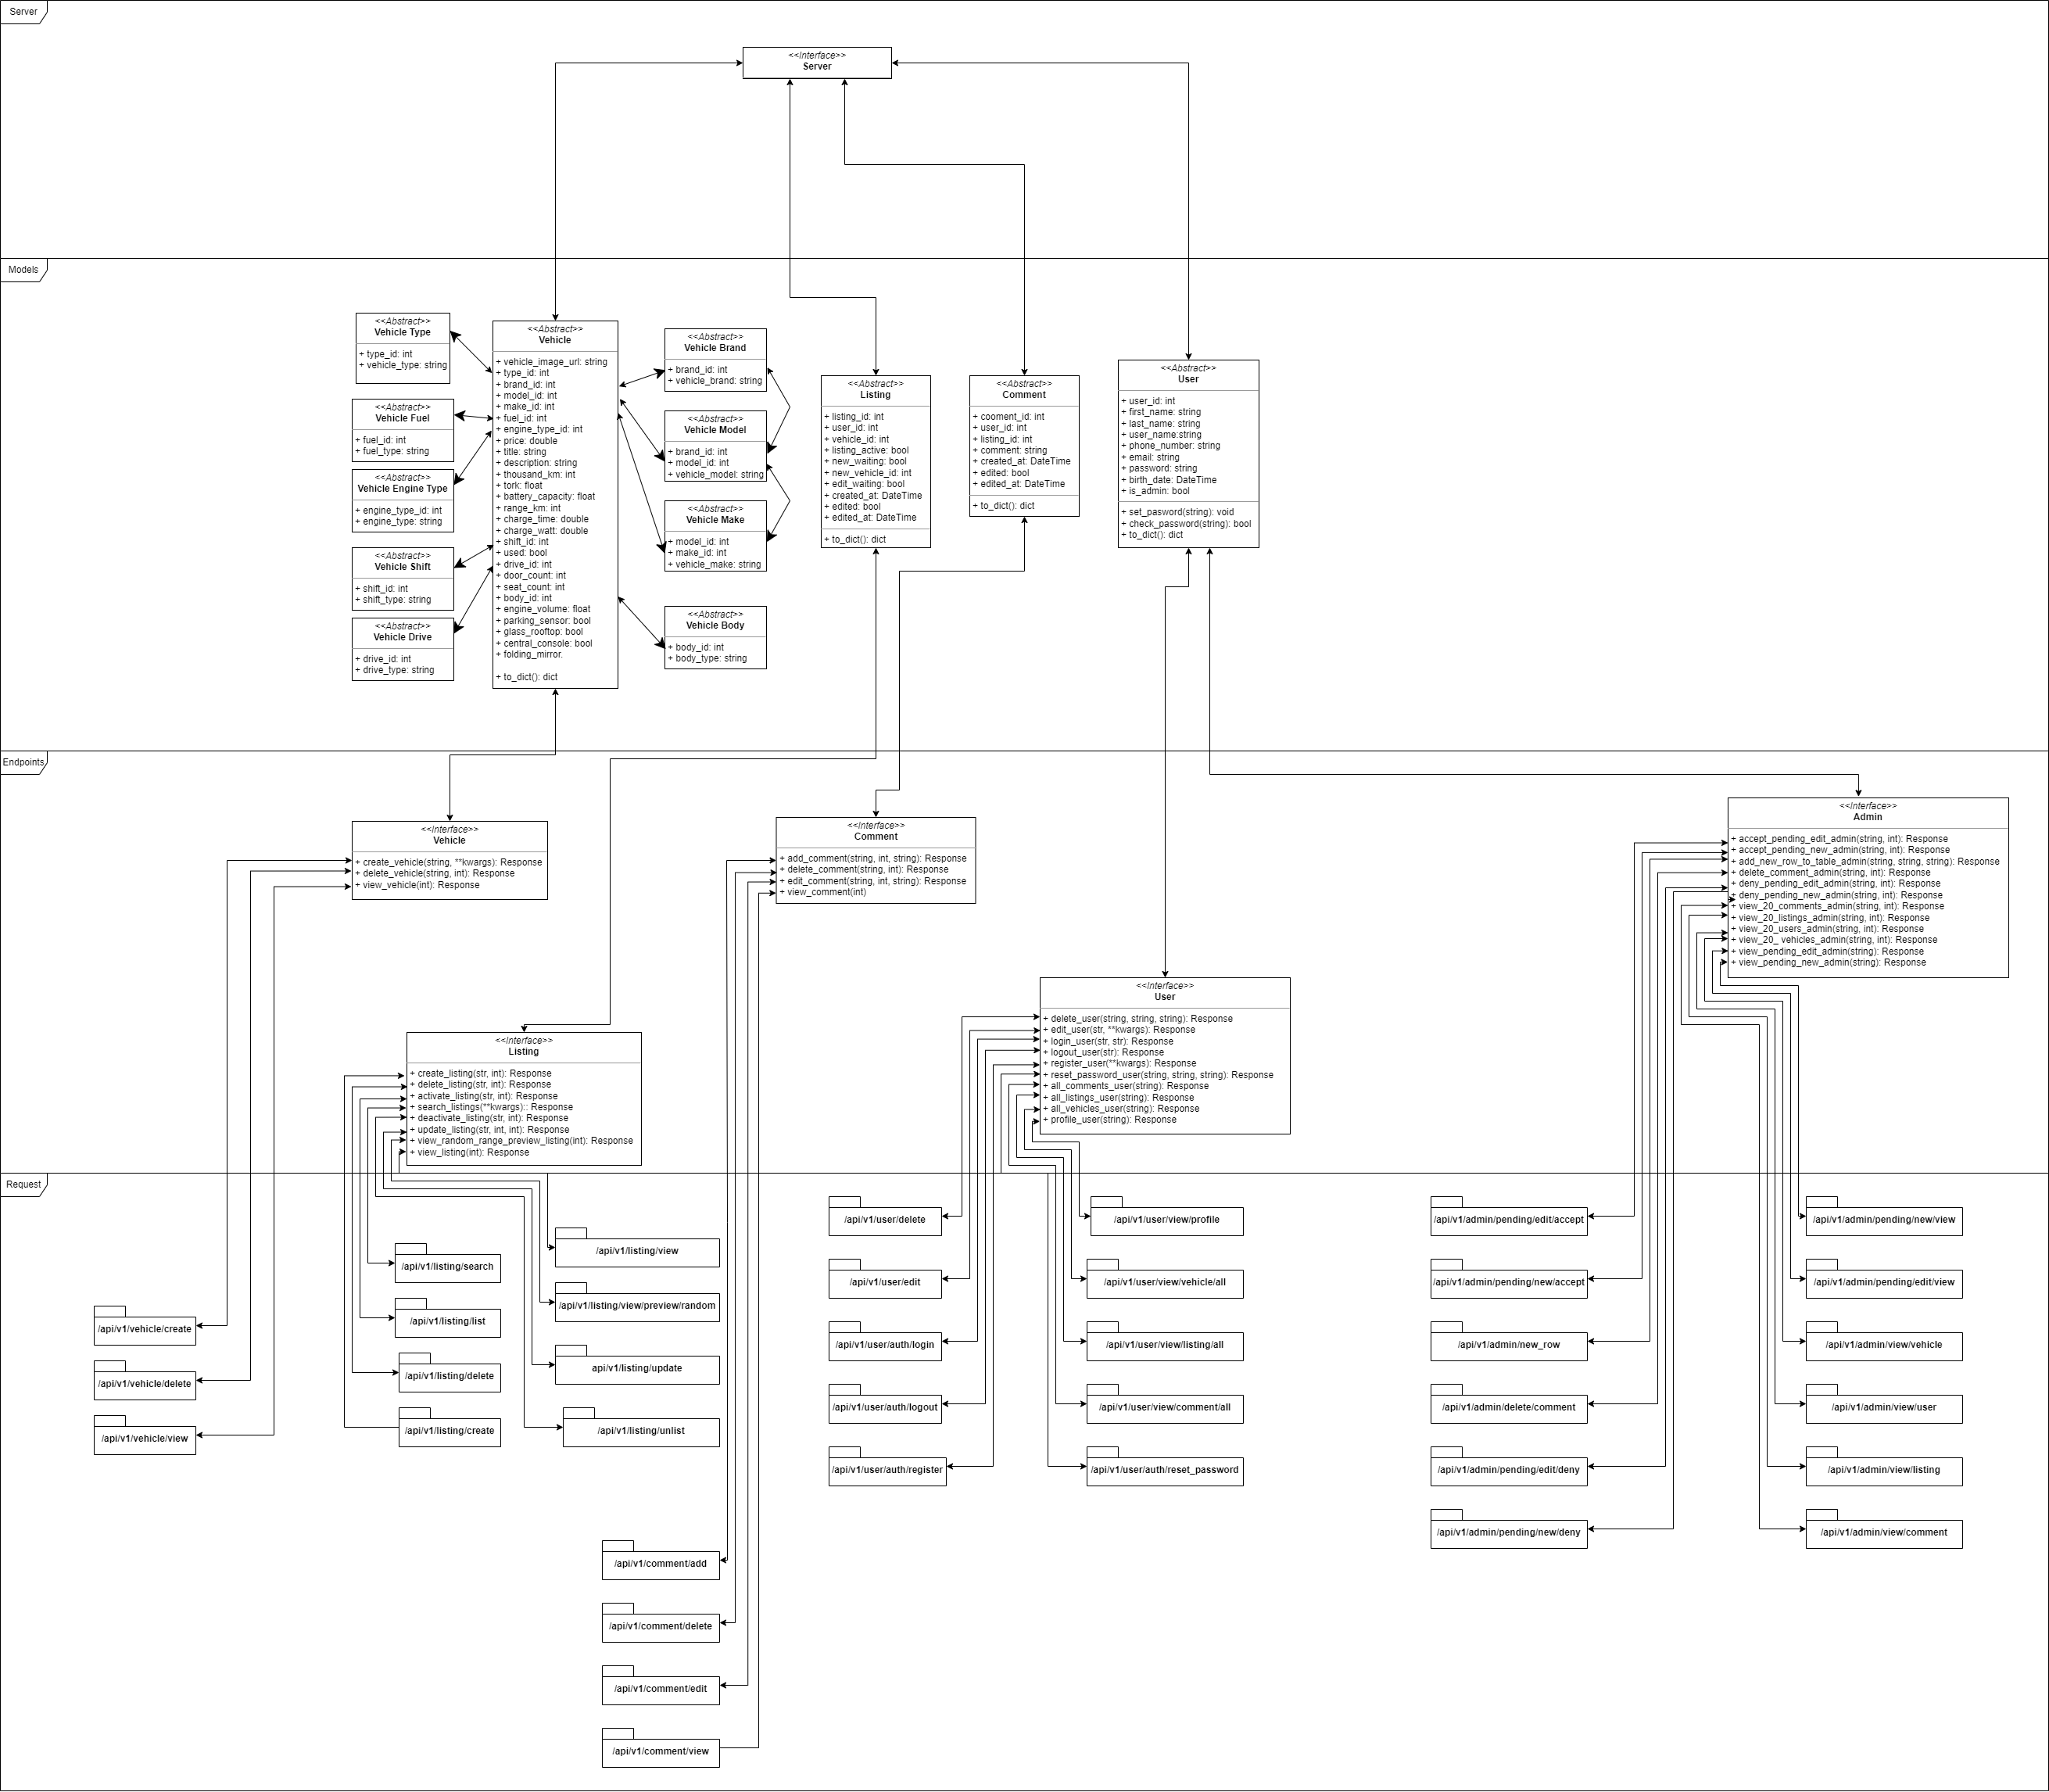 Server
<<Interface>>
Server
Models
<<Abstract>>
Vehicle Type
+ type_id: int
+ vehicle_type: string
<<Abstract>>
Vehicle Fuel
+ fuel_id: int
+ fuel_type: string
<<Abstract>>
Vehicle Engine Type
+ engine_type_id: int
+ engine_type: string
<<Abstract>>
Vehicle Shift
+ shift_id: int
+ shift_type: string
<<Abstract>>
Vehicle Drive
+ drive_id: int
+ drive_type: string
<<Abstract>>
Vehicle
+ vehicle_image_url: string
+ type_id: int
+ brand_id: int
+ model_id: int
+ make_id: int
+ fuel_id: int
+ engine_type_id: int
+ price: double
+ title: string
+ description: string
+ thousand_km: int
+ tork: float
+ battery_capacity: float
+ range_km: int
+ charge_time: double
+ charge_watt: double
+ shift_id: int
+ used: bool
+ drive_id: int
+ door_count: int
+ seat_count: int
+ body_id: int
+ engine_volume: float
+ parking_sensor: bool
+ glass_rooftop: bool
+ central_console: bool
+ folding_mirror.
+ to_dict(): dict
<<Abstract>>
Vehicle Brand
+ brand_id: int
+ vehicle_brand: string
<<Abstract>>
Vehicle Model
+ brand_id: int
+ model_id: int
+ vehicle_model: string
<<Abstract>>
Vehicle Make
+ model_id: int
+ make_id: int
+ vehicle_make: string
<<Abstract>>
Vehicle Body
+ body_id: int
+ body_type: string
<<Abstract>>
Listing
+ listing_id: int
+ user_id: int
+ vehicle_id: int
+ listing_active: bool
+ new_waiting: bool
+ new_vehicle_id: int
+ edit_waiting: bool
+ created_at: DateTime
+ edited: bool
+ edited_at: DateTime
+ to_dict(): dict
<<Abstract>>
Comment
+ cooment_id: int
+ user_id: int
+ listing_id: int
+ comment: string
+ created_at: DateTime
+ edited: bool
+ edited_at: DateTime
+ to_dict(): dict
<<Abstract>>
User
+ user_id: int
+ first_name: string
+ last_name: string
+ user_name:string
+ phone_number: string
+ email: string
+ password: string
+ birth_date: DateTime
+ is_admin: bool
+ set_pasword(string): void
+ check_password(string): bool
+ to_dict(): dict
Endpoints
<<Interface>>
Vehicle
+ create_vehicle(string, **kwargs): Response
+ delete_vehicle(string, int): Response
+ view_vehicle(int): Response
<<Interface>>
Comment
+ add_comment(string, int, string): Response
+ delete_comment(string, int): Response
+ edit_comment(string, int, string): Response
+ view_comment(int)
<<Interface>>
Admin
+ accept_pending_edit_admin(string, int): Response
+ accept_pending_new_admin(string, int): Response
+ add_new_row_to_table_admin(string, string, string): Response
+ delete_comment_admin(string, int): Response
+ deny_pending_edit_admin(string, int): Response
+ deny_pending_new_admin(string, int): Response
+ view_20_comments_admin(string, int): Response
+ view_20_listings_admin(string, int): Response
+ view_20_users_admin(string, int): Response
+ view_20_ vehicles_admin(string, int): Response
+ view_pending_edit_admin(string): Response
+ view_pending_new_admin(string): Response
<<Interface>>
User
+ delete_user(string, string, string): Response
+ edit_user(str, **kwargs): Response
+ login_user(str, str): Response
+ logout_user(str): Response
+ register_user(**kwargs): Response
+ reset_password_user(string, string, string): Response
+ all_comments_user(string): Response
+ all_listings_user(string): Response
+ all_vehicles_user(string): Response
+ profile_user(string): Response
<<Interface>>
Listing
+ create_listing(str, int): Response
+ delete_listing(str, int): Response
+ activate_listing(str, int): Response
+ search_listings(**kwargs):: Response
+ deactivate_listing(str, int): Response
+ update_listing(str, int, int): Response
+ view_random_range_preview_listing(int): Response
+ view_listing(int): Response
Request
/api/v1/vehicle/create
/api/v1/vehicle/delete
/api/v1/vehicle/view
/api/v1/listing/search
/api/v1/listing/list
/api/v1/listing/delete
/api/v1/listing/create
/api/v1/listing/view
/api/v1/listing/view/preview/random
api/v1/listing/update
/api/v1/listing/unlist
/api/v1/comment/add
/api/v1/comment/delete
/api/v1/comment/edit
/api/v1/comment/view
/api/v1/user/delete
/api/v1/user/edit
/api/v1/user/auth/login
/api/v1/user/auth/logout
/api/v1/user/auth/register
/api/v1/user/view/profile
/api/v1/user/view/vehicle/all
/api/v1/user/view/listing/all
/api/v1/user/view/comment/all
/api/v1/user/auth/reset_password
/api/v1/admin/pending/edit/accept
/api/v1/admin/pending/new/accept
/api/v1/admin/new_row
/api/v1/admin/delete/comment
/api/v1/admin/pending/edit/deny
/api/v1/admin/pending/new/deny
/api/v1/admin/pending/new/view
/api/v1/admin/pending/edit/view
/api/v1/admin/view/vehicle
/api/v1/admin/view/user
/api/v1/admin/view/listing
/api/v1/admin/view/comment